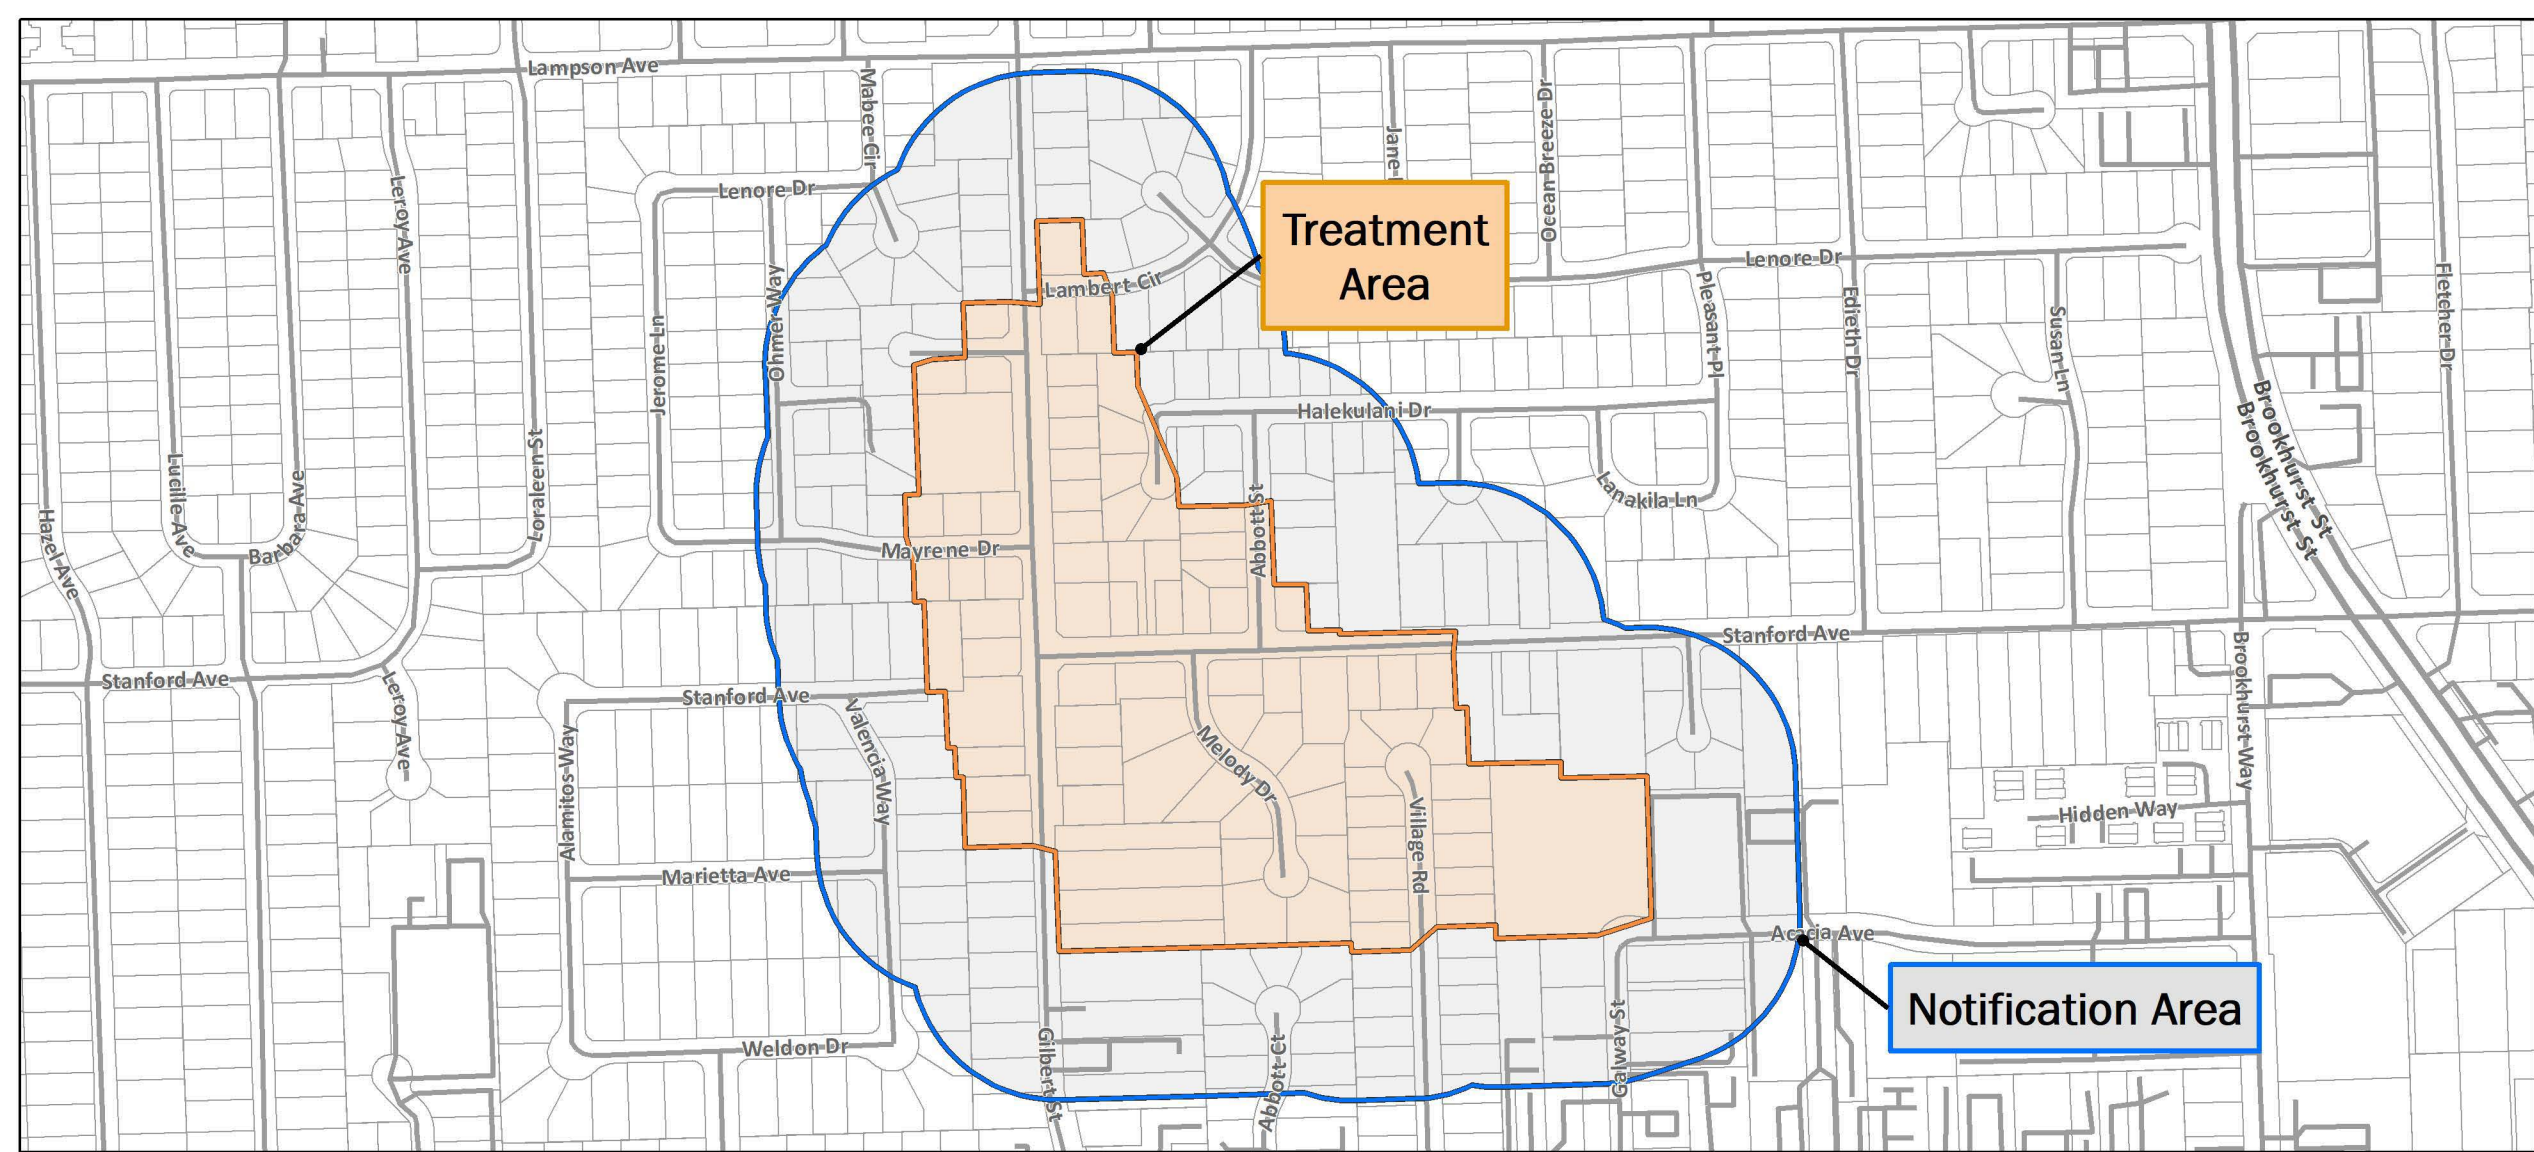 Lampson Ave
Mabee Cir
Lenore Dr
Jane
Ocean Breeze Dr
Treatment
Area
Lenore Dr
Leroy Ave
Ohmer Way
Lambert Cir
Jerome Ln
Pleasant Pl
Edieth Dr
Susan Ln
Fletcher Dr
Brookhurst St
Brookhurst St
Halekulani Dr
Lanakila Ln
Lucille Ave
Barbara Ave
Loraleen St
Hazel Ave
Mayrene Dr
Abbott St
Stanford Ave
Stanford Ave
Stanford Ave
Leroy Ave
Alamitos Way
Valencia Way
Melody Dr
Village Rd
Brookhurst Way
Hidden Way
Marietta Ave
Acacia Ave
Notification Area
Weldon Dr
Gilbert St
Abbott Ct
Galway St